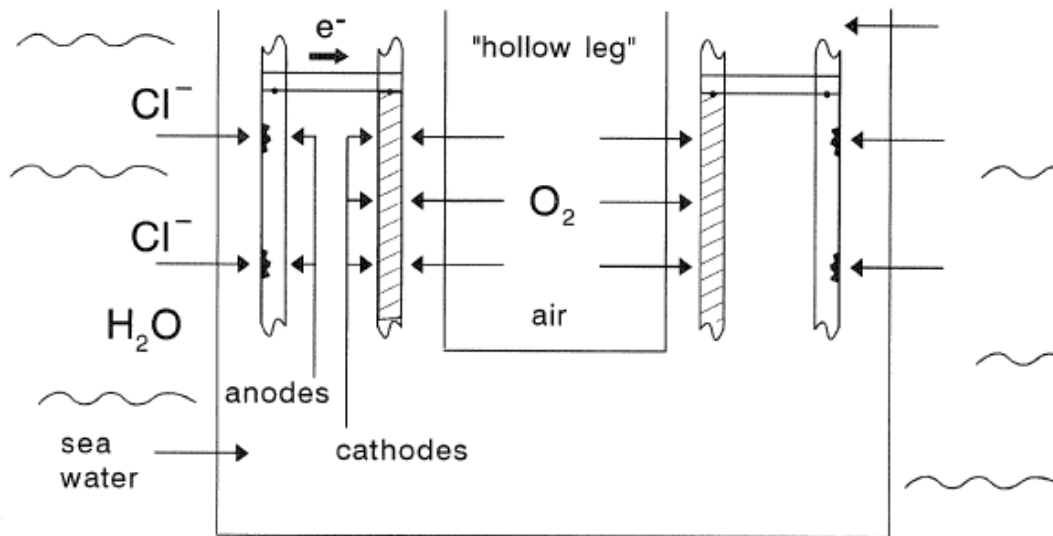 e⁻
"hollow leg"
Cl⁻
Cl⁻
O₂
H₂O
air
anodes
sea
water
cathodes